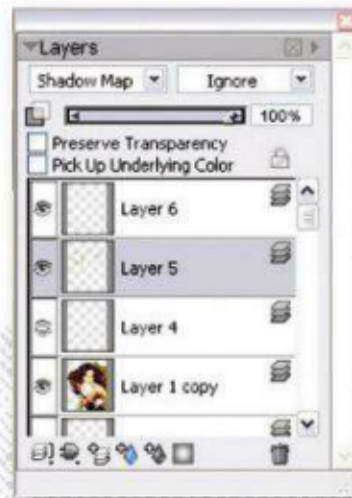 Layers
Shadow Map Ignore
100%
Preserve Transparency
Pick Up Underlying Color
Layer 6
Layer 5
Layer 4
Layer 1 copy